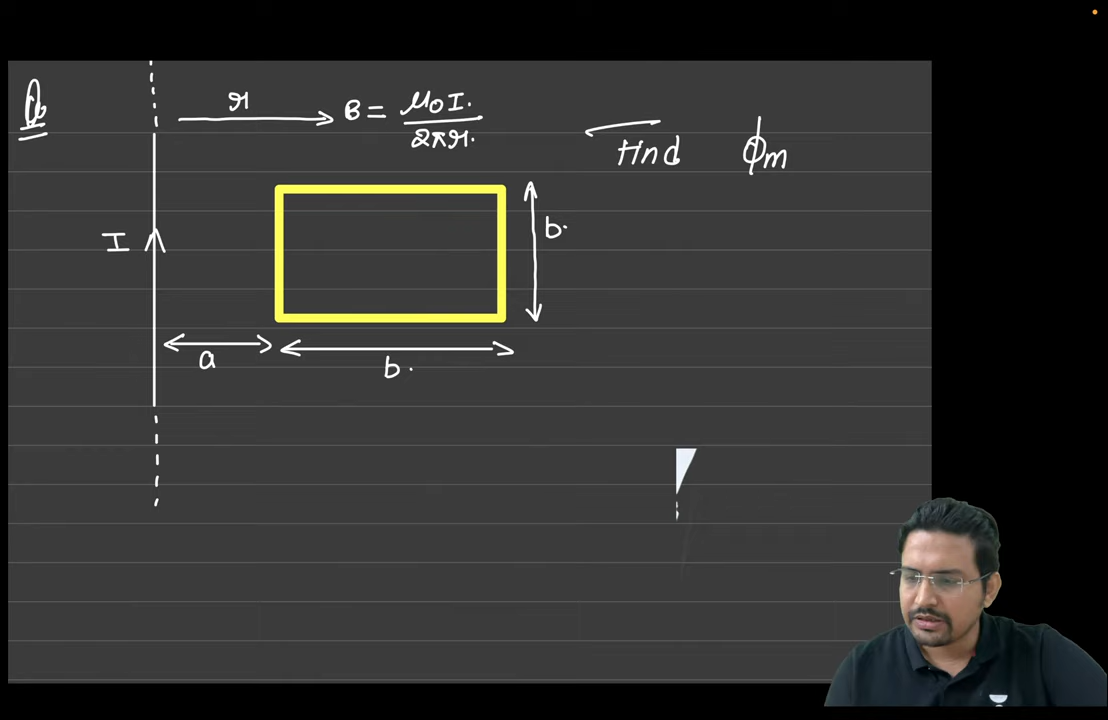 Q
r B = μ₀I. / 2πr.
Find ϕm
I
b.
a
b.